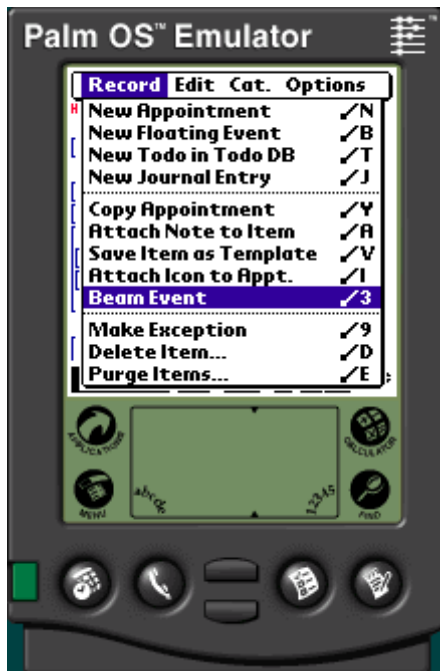 Palm OS™ Emulator
Record Edit Cat. Options
New Appointment /N
New Floating Event /B
New Todo in Todo DB /T
New Journal Entry /J
Copy Appointment /Y
Attach Note to Item /A
Save Item as Template /V
Attach Icon to Appt. /I
Beam Event /3
Make Exception /9
Delete Item... /D
Purge Items... /E
APPLICATIONS
CALCULATOR
MENU
abcde
12345
FIND